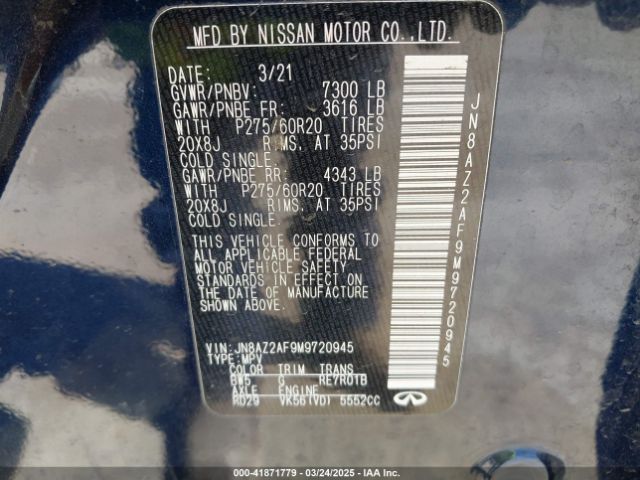 MFD BY NISSAN MOTOR CO.,LTD.
DATE: 3/21
GVWR/PNBV: 7300 LB
GAWR/PNBE FR: 3616 LB
WITH P275/60R20 TIRES
20X8J RIMS, AT 35PSI
COLD SINGLE.
GAWR/PNBE RR: 4343 LB
WITH P275/60R20 TIRES
20X8J RIMS, AT 35PSI
COLD SINGLE.
THIS VEHICLE CONFORMS TO
ALL APPLICABLE FEDERAL
MOTOR VEHICLE SAFETY
STANDARDS IN EFFECT ON
THE DATE OF MANUFACTURE
SHOWN ABOVE.
VIN: JN8AZ2AF9M9720945
TYPE: MPV
COLOR TRIM TRANS
BW5 G RE7R0TB
AXLE ENGINE
RD29 VK56(VD) 5552CC
JN8AZ2AF9M9720945
000-41871779 — 03/24/2025 — IAA Inc.